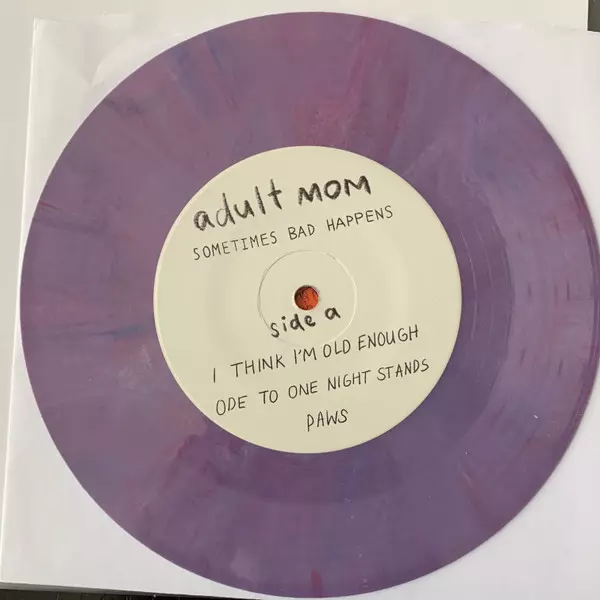 adult MOM
SOMETIMES BAD HAPPENS
side a
I THINK I'M OLD ENOUGH
ODE TO ONE NIGHT STANDS
PAWS